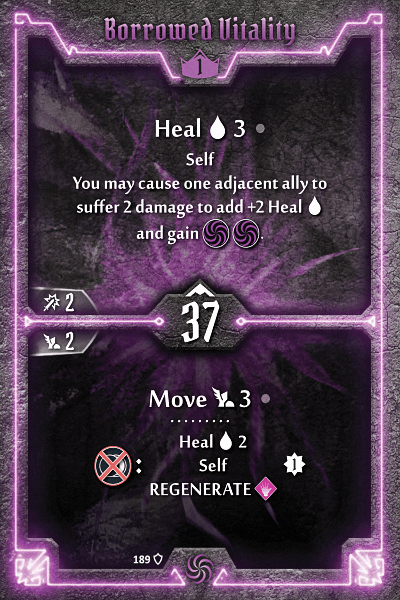 Borrowed Vitality
1
Heal 3
Self
You may cause one adjacent ally to
suffer 2 damage to add +2 Heal
and gain .
2
37
2
Move 3
Heal 2
: Self 1
REGENERATE
189